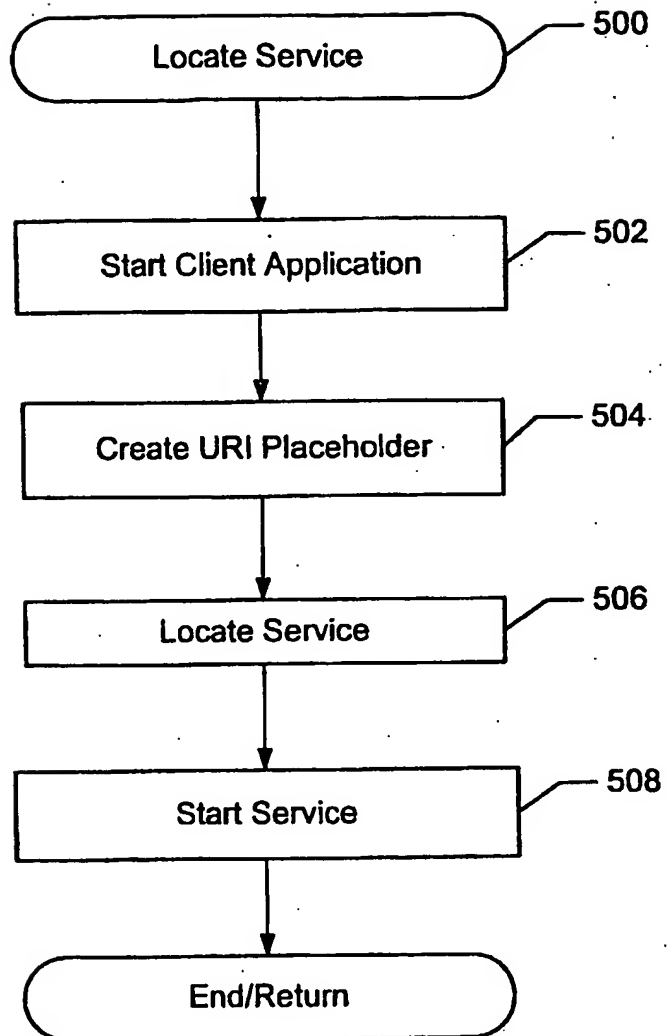 Locate Service
500
Start Client Application
502
Create URI Placeholder
504
Locate Service
506
Start Service
508
End/Return